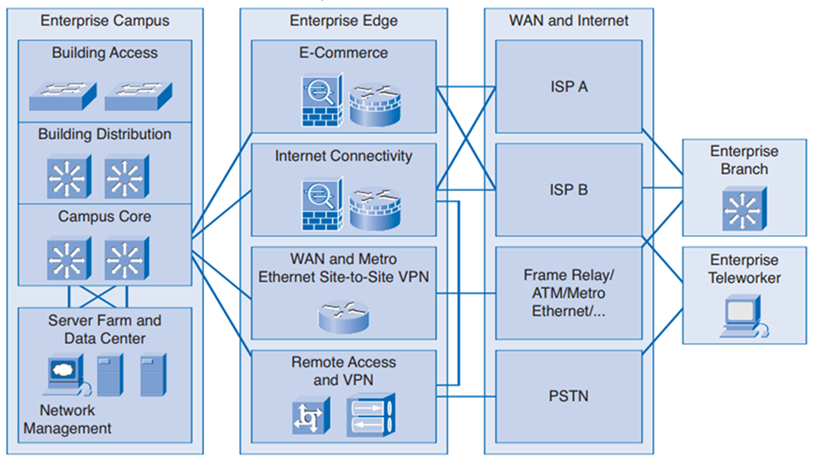 Enterprise Campus
Building Access
Building Distribution
Campus Core
Server Farm and
Data Center
Network
Management
Enterprise Edge
E-Commerce
Internet Connectivity
WAN and Metro
Ethernet Site-to-Site VPN
Remote Access
and VPN
WAN and Internet
ISP A
ISP B
Frame Relay/
ATM/Metro
Ethernet/...
PSTN
Enterprise
Branch
Enterprise
Teleworker